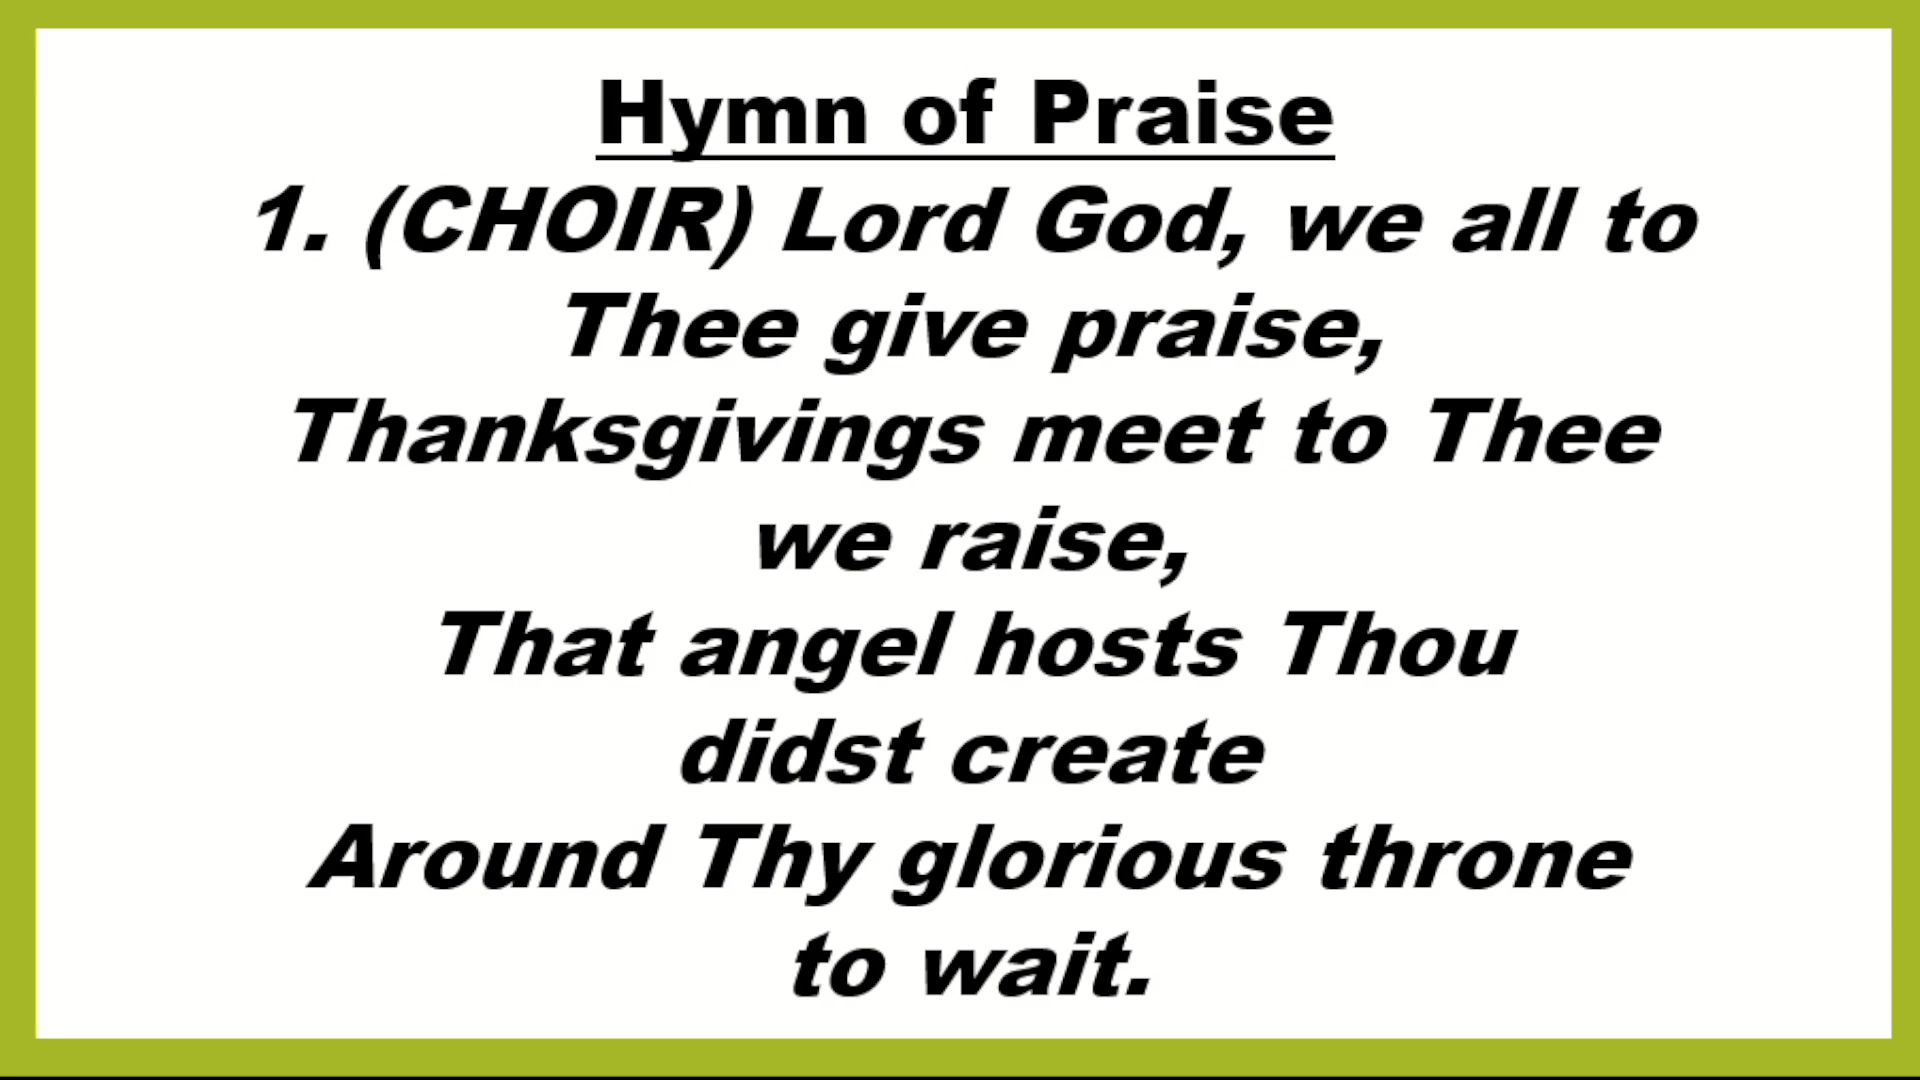 Hymn of Praise
1. (CHOIR) Lord God, we all to
Thee give praise,
Thanksgivings meet to Thee
we raise,
That angel hosts Thou
didst create
Around Thy glorious throne
to wait.